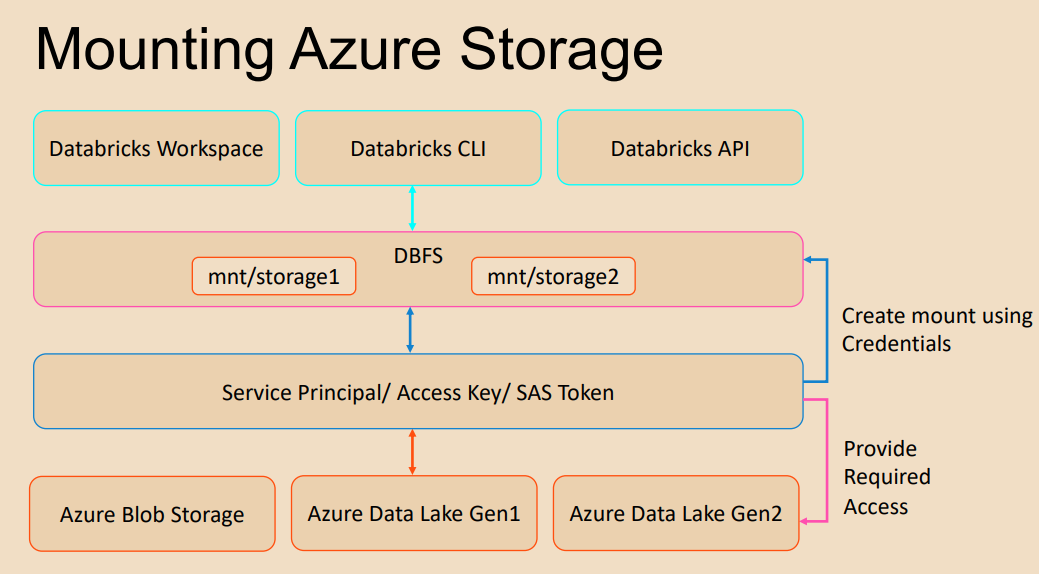 Mounting Azure Storage
Databricks Workspace
Databricks CLI
Databricks API
DBFS
mnt/storage1
mnt/storage2
Create mount using
Credentials
Service Principal/ Access Key/ SAS Token
Provide
Required
Access
Azure Blob Storage
Azure Data Lake Gen1
Azure Data Lake Gen2